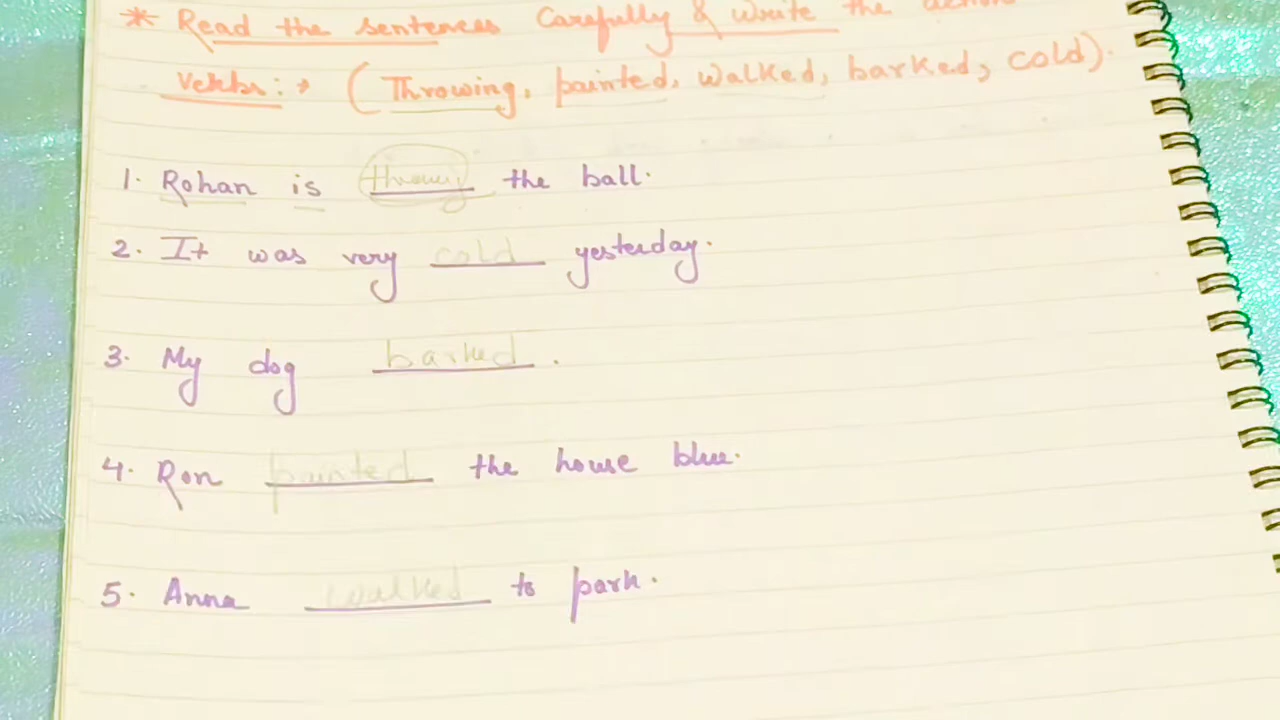 * Read the sentences Carefully & write the action
Verbs:→ (Throwing, painted, walked, barked, cold).
1. Rohan is throwing the ball.
2. It was very cold yesterday.
3. My dog barked.
4. Ron painted the house blue.
5. Anna walked to park.